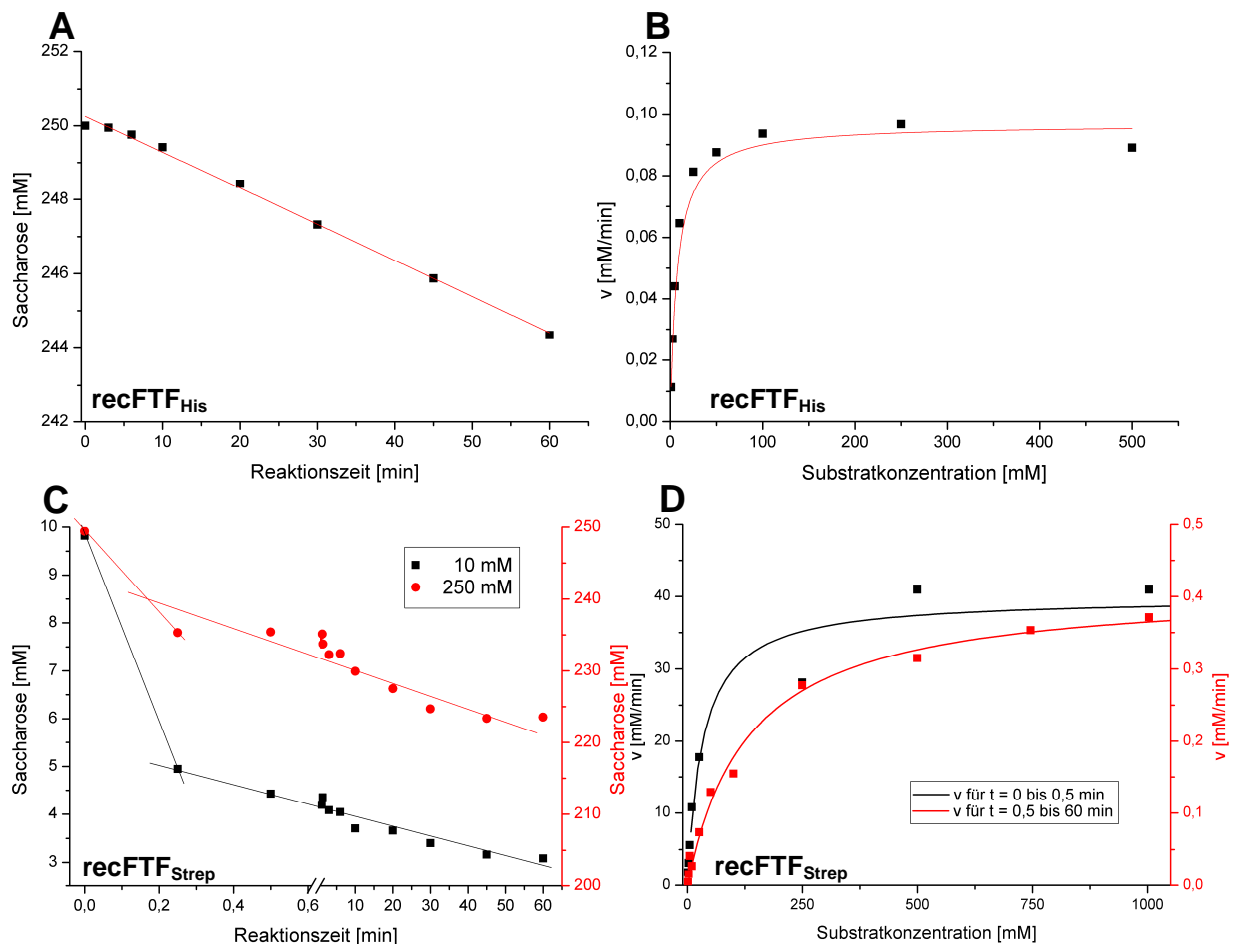 A
Saccharose [mM]
252
250
248
246
244
242
0 10 20 30 40 50 60
Reaktionszeit [min]
recFTFHis
B
v [mM/min]
0,12
0,10
0,08
0,06
0,04
0,02
0,00
0 100 200 300 400 500
Substratkonzentration [mM]
recFTFHis
C
Saccharose [mM]
10
9
8
7
6
5
4
3
250
240
230
220
210
200
Saccharose [mM]
10 mM
250 mM
0,0 0,2 0,4 0,6 10 20 30 40 50 60
Reaktionszeit [min]
recFTFStrep
D
v [mM/min]
50
40
30
20
10
0
0,5
0,4
0,3
0,2
0,1
0,0
v [mM/min]
v für t = 0 bis 0,5 min
v für t = 0,5 bis 60 min
0 250 500 750 1000
Substratkonzentration [mM]
recFTFStrep